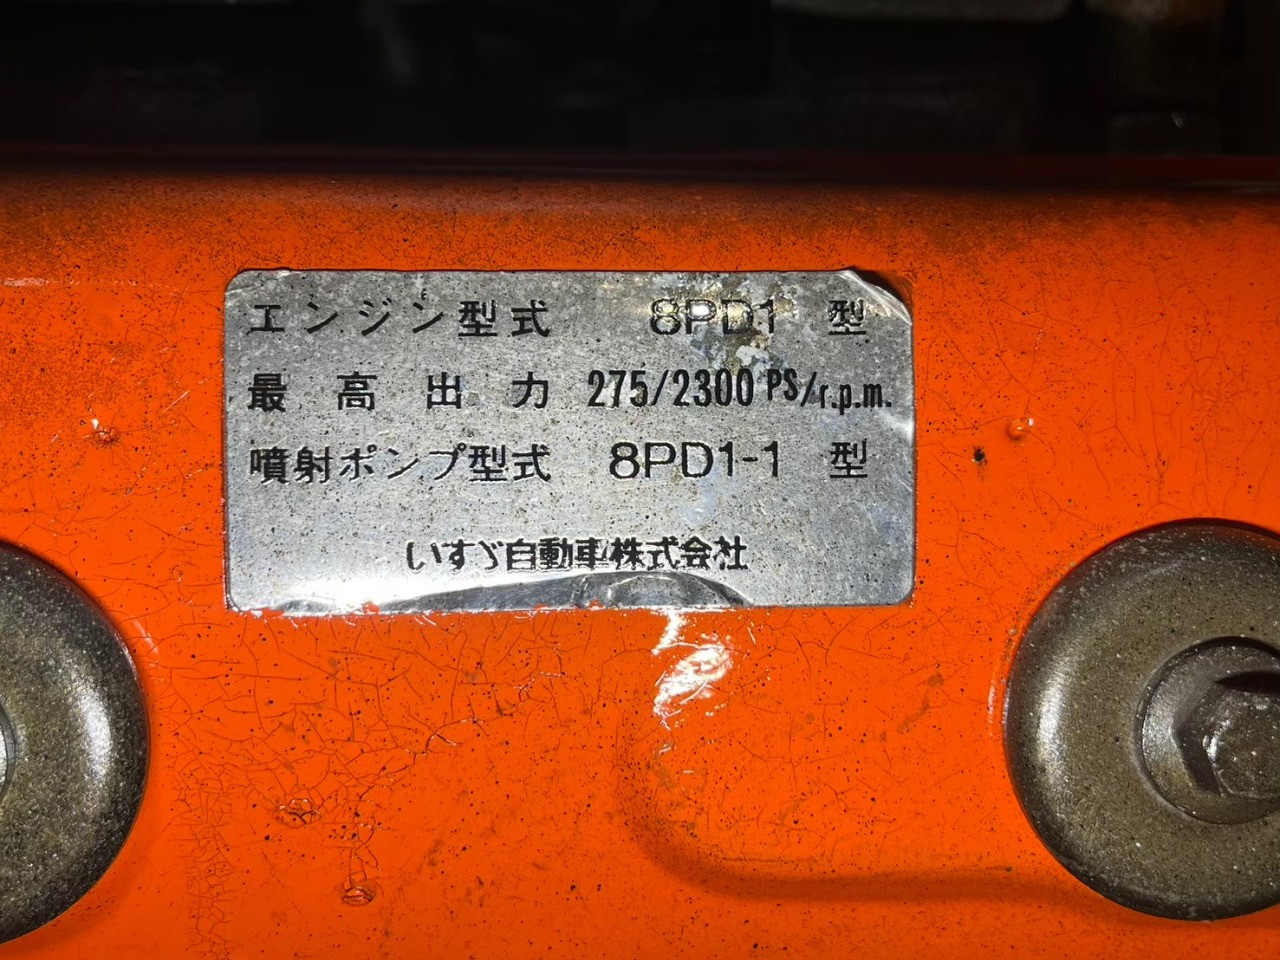 エンジン型式 8PD1 型
最高出力 275/2300 PS/r.p.m.
噴射ポンプ型式 8PD1-1 型
いすゞ自動車株式会社